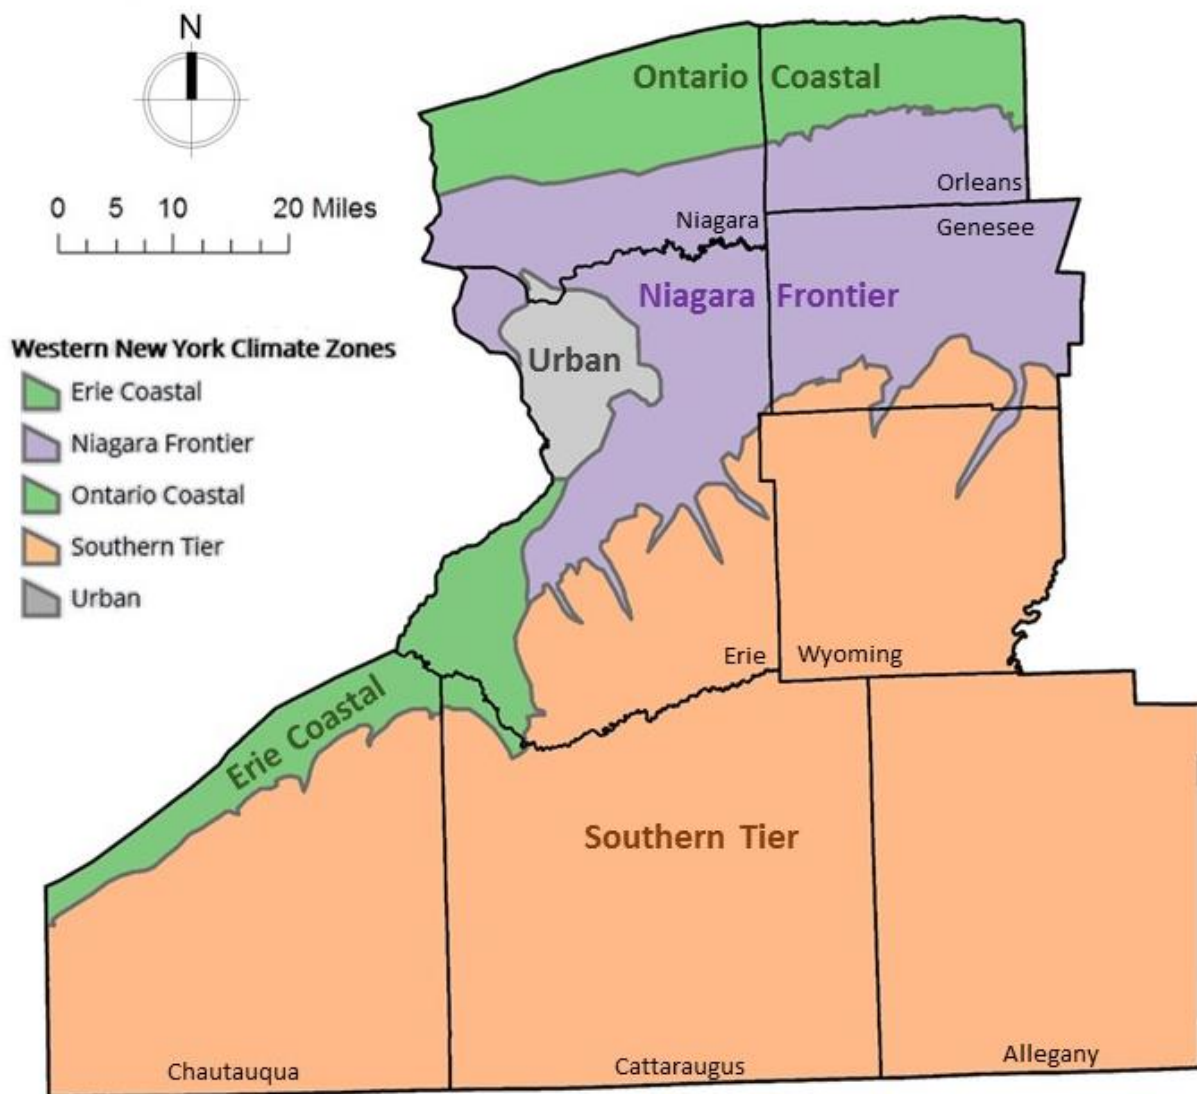 N
0 5 10 20 Miles
Western New York Climate Zones
Erie Coastal
Niagara Frontier
Ontario Coastal
Southern Tier
Urban
Ontario Coastal
Orleans
Niagara
Genesee
Niagara Frontier
Urban
Erie
Wyoming
Erie Coastal
Southern Tier
Chautauqua
Cattaraugus
Allegany